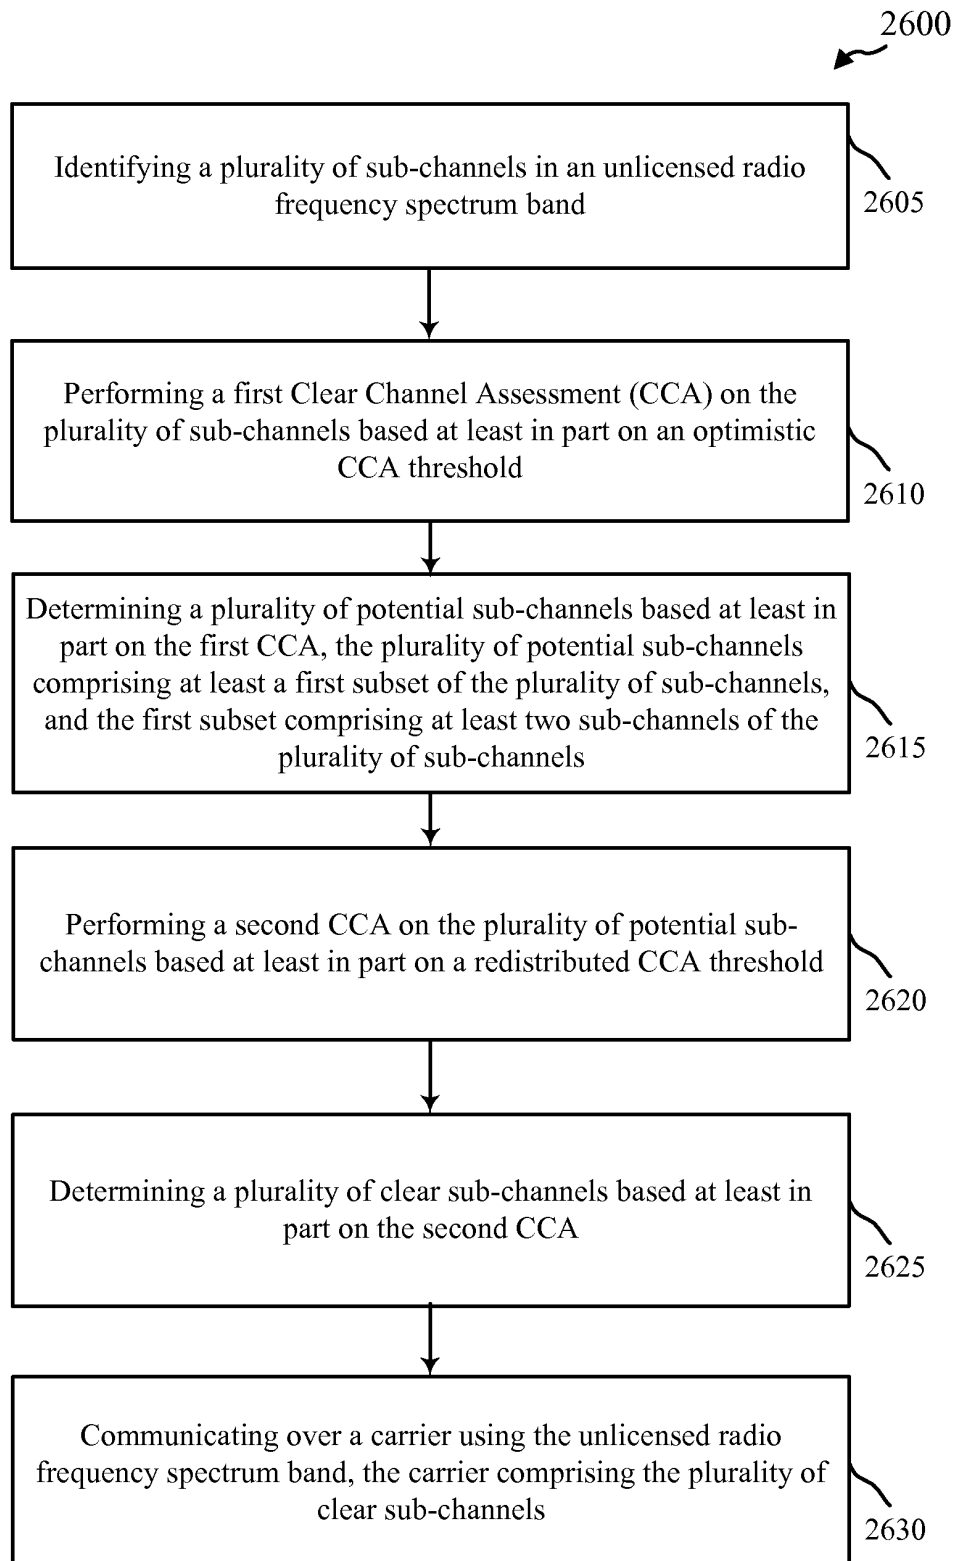 2600
Identifying a plurality of sub-channels in an unlicensed radio
frequency spectrum band
2605
Performing a first Clear Channel Assessment (CCA) on the
plurality of sub-channels based at least in part on an optimistic
CCA threshold
2610
Determining a plurality of potential sub-channels based at least in
part on the first CCA, the plurality of potential sub-channels
comprising at least a first subset of the plurality of sub-channels,
and the first subset comprising at least two sub-channels of the
plurality of sub-channels
2615
Performing a second CCA on the plurality of potential sub-
channels based at least in part on a redistributed CCA threshold
2620
Determining a plurality of clear sub-channels based at least in
part on the second CCA
2625
Communicating over a carrier using the unlicensed radio
frequency spectrum band, the carrier comprising the plurality of
clear sub-channels
2630